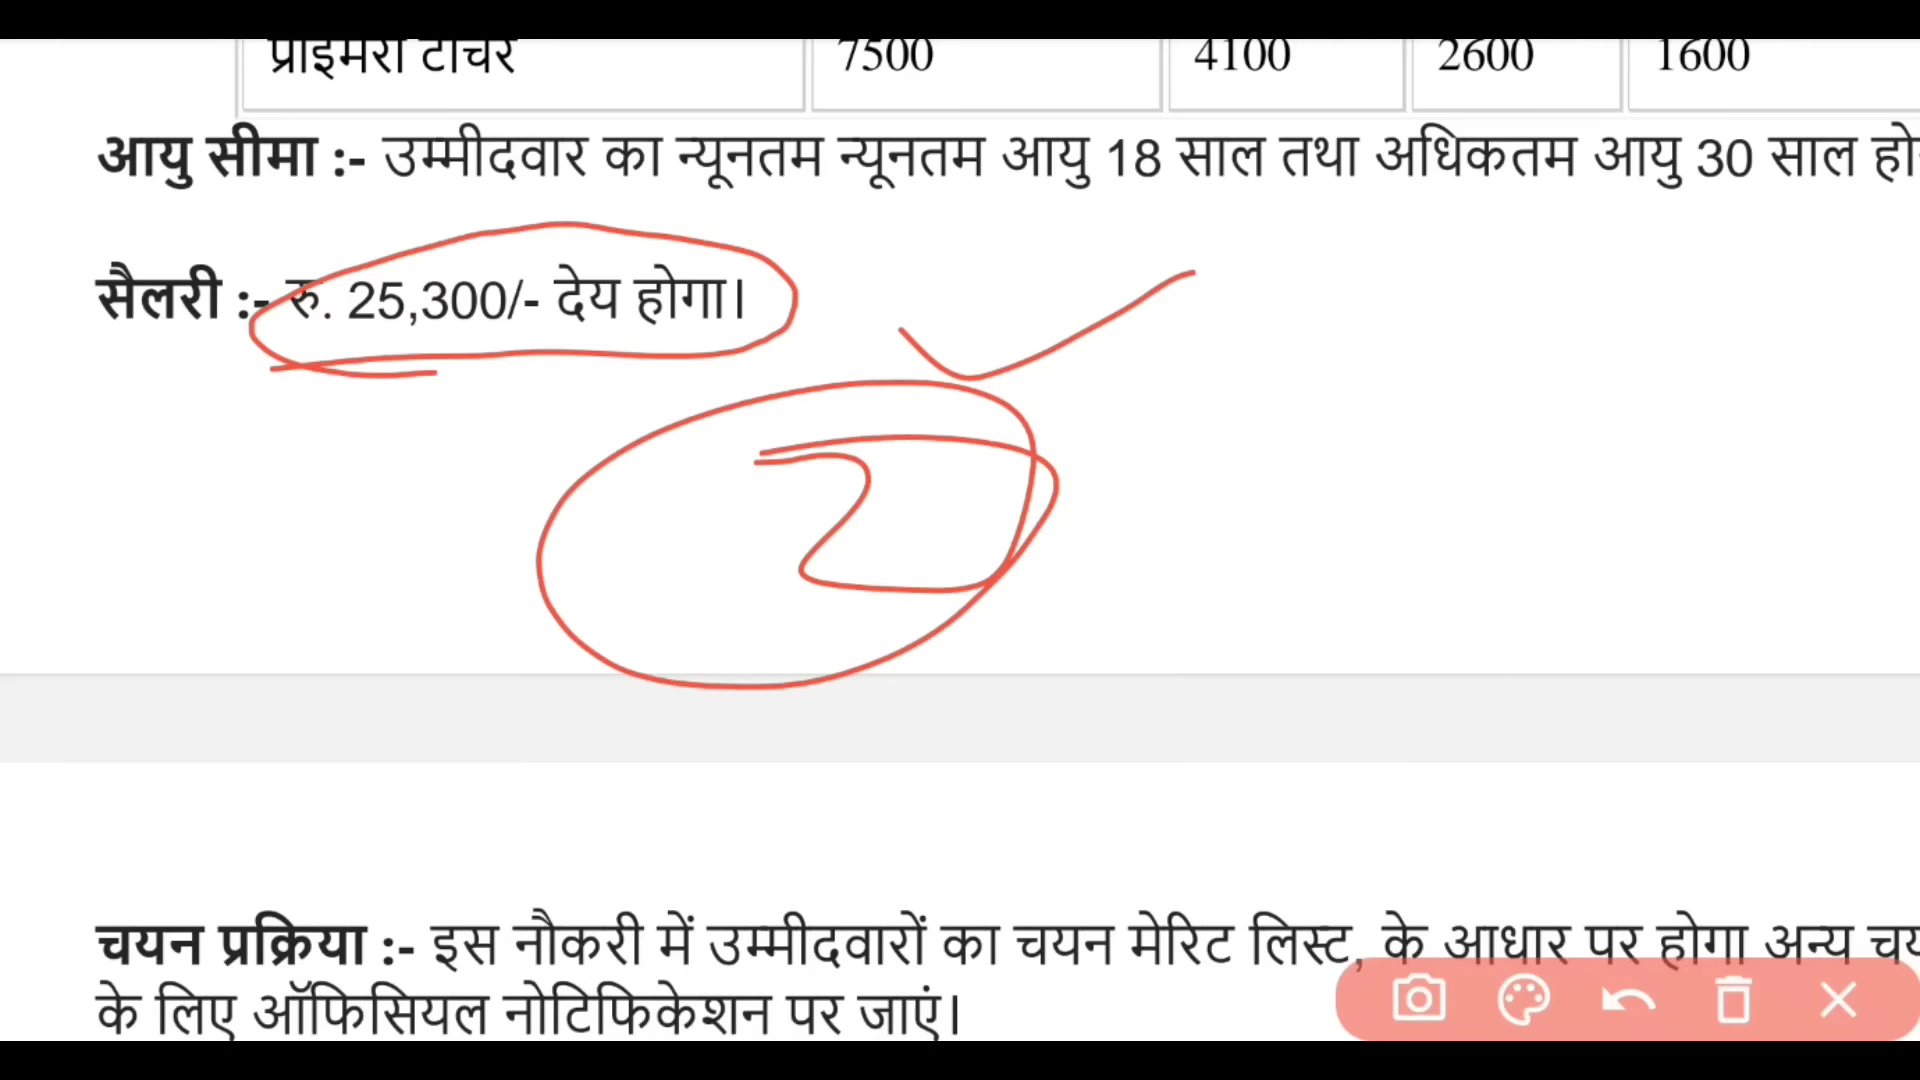 प्राइमरी टीचर 7500 4100 2600 1600
आयु सीमा :- उम्मीदवार का न्यूनतम न्यूनतम आयु 18 साल तथा अधिकतम आयु 30 साल हो
सैलरी :- रु. 25,300/- देय होगा।
2
चयन प्रक्रिया :- इस नौकरी में उम्मीदवारों का चयन मेरिट लिस्ट, के आधार पर होगा अन्य
के लिए ऑफिसियल नोटिफिकेशन पर जाएं।